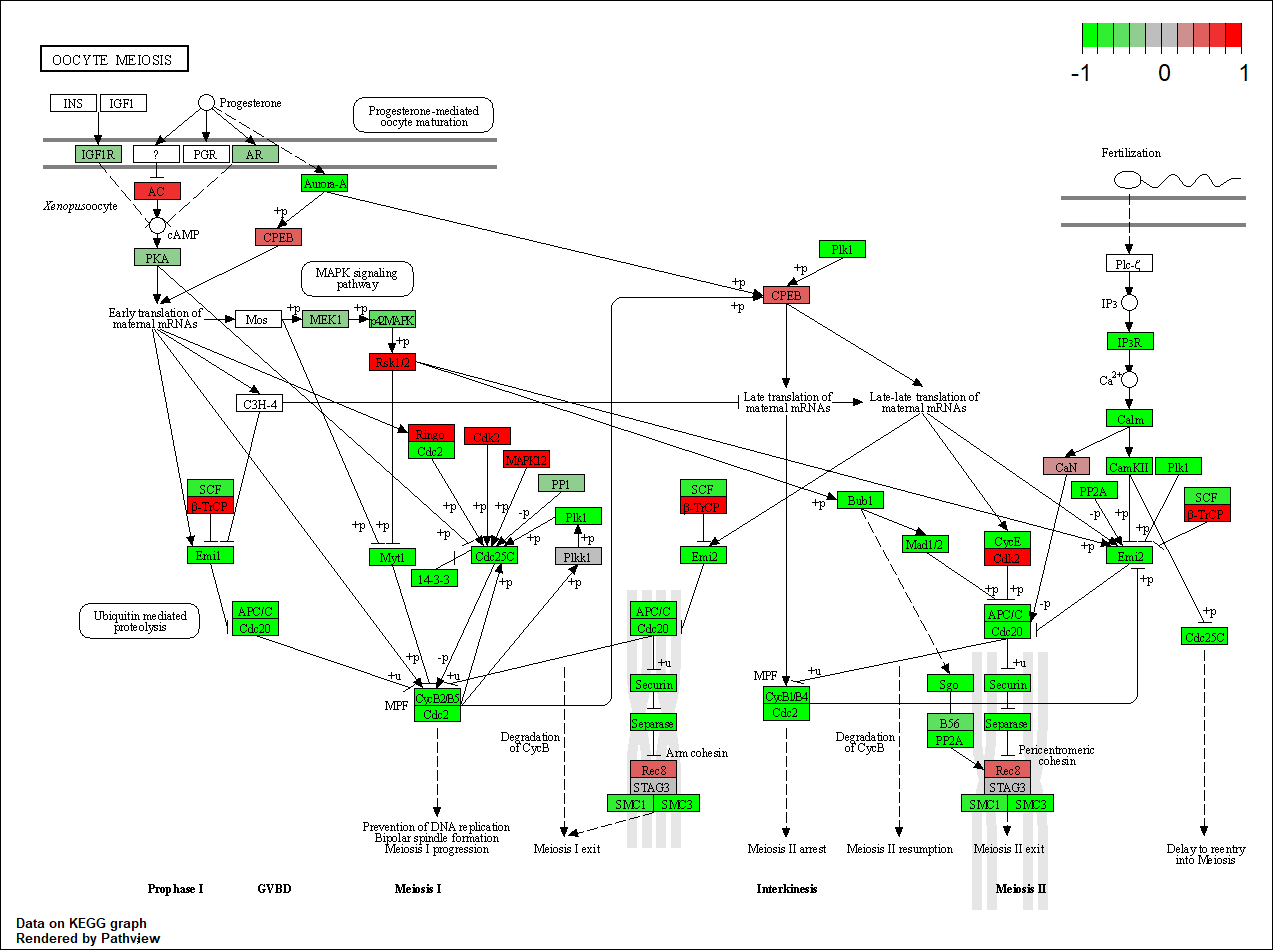 OOCYTE MEIOSIS
-1 0 1
INS IGF1
Progesterone
Progesterone-mediated
oocyte maturation
IGF1R ? PGR AR
Fertilization
Aurora-A
AC
Xenopus oocyte
cAMP
+p
CPEB
PKA
Plk1
+p
Plc-ζ
MAPK signaling
pathway
+p
CPEB
+p
IP3
Early translation of
maternal mRNAs
Mos
+p
MEK1
+p
p42MAPK
+p
IP3R
Rsk1/2
Ca2+
C3H-4
Late translation of
maternal mRNAs
Late-late translation of
maternal mRNAs
Calm
Ringo
Cdc2
Cdk2
MAPK12
CaN
CamKII
Plk1
SCF
β-TrCP
PP1
SCF
β-TrCP
PP2A
SCF
β-TrCP
+p +p +p -p
Plk1
+p
Bub1
-p +p +p
+p +p +p +p +p
CycE
Cdk2
Mad1/2
+p
Emi1
Myt1
Cdc25C
Plkk1
Emi2
Emi2
14-3-3
+p
+p
+p +p
+p
APC/C
Cdc20
APC/C
Cdc20
APC/C
Cdc20
-p
+p
Ubiquitin mediated
proteolysis
Cdc25C
+p -p
+u +u
+u
+u
MPF
CycB2/B5
Cdc2
Securin
MPF
+u
CycB1/B4
Cdc2
Sgo
Securin
Separase
B56
PP2A
Separase
Degradation
of CycB
Arm cohesin
Degradation
of CycB
Pericentromeric
cohesin
Rec8
STAG3
SMC1 SMC3
Rec8
STAG3
SMC1 SMC3
Prevention of DNA replication
Bipolar spindle formation
Meiosis I progression
Meiosis I exit
Meiosis II arrest
Meiosis II resumption
Meiosis II exit
Delay to reentry
into Meiosis
Prophase I GVBD Meiosis I Interkinesis Meiosis II
Data on KEGG graph
Rendered by Pathview